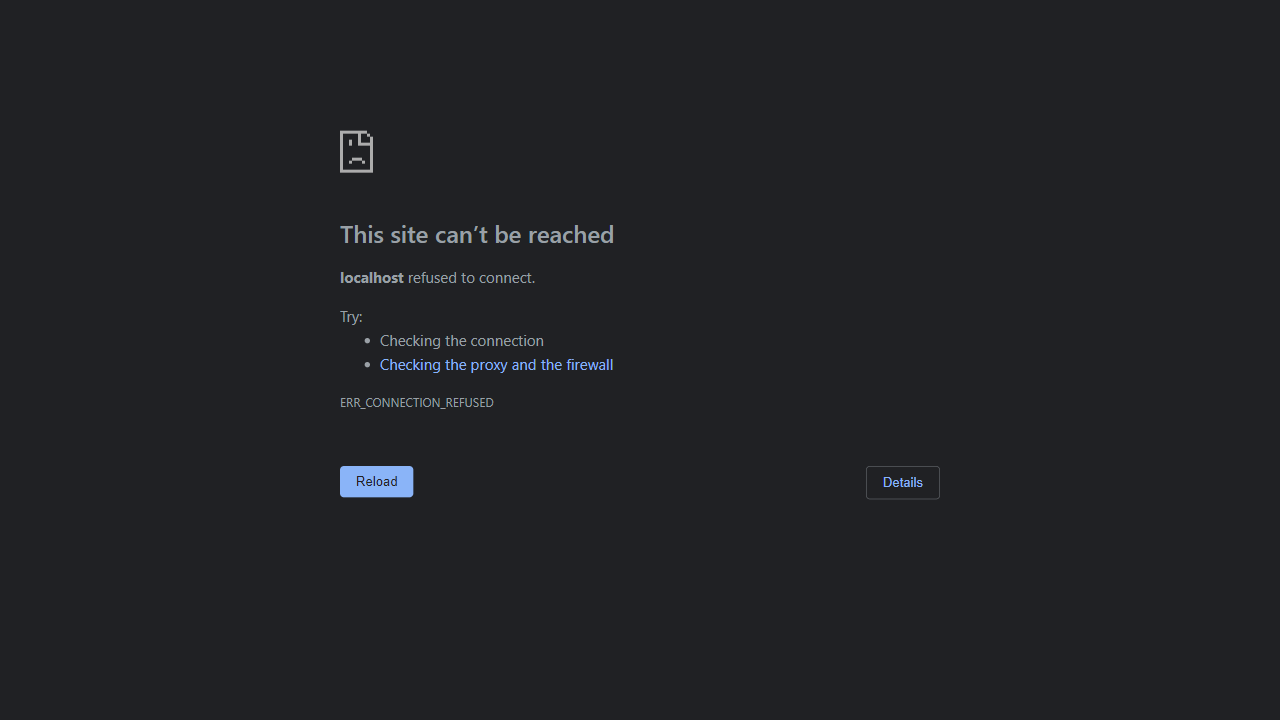 This site can’t be reached
localhost refused to connect.
Try:
Checking the connection
Checking the proxy and the firewall
ERR_CONNECTION_REFUSED
Reload
Details